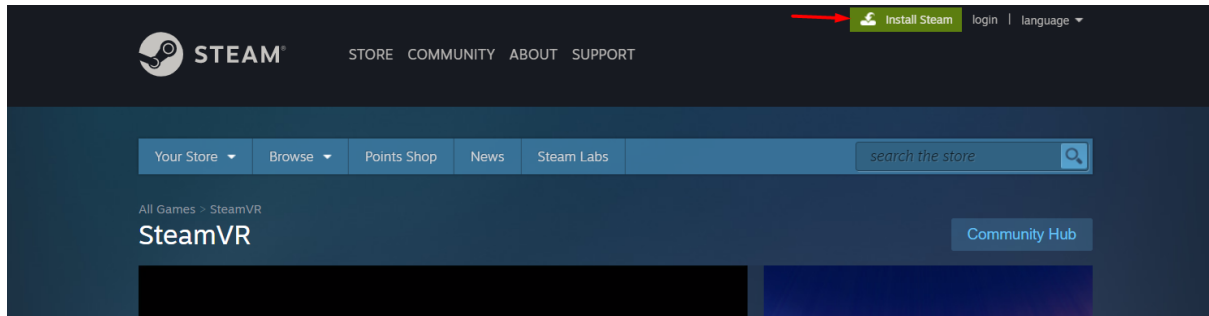 Install Steam login | language
STEAM® STORE COMMUNITY ABOUT SUPPORT
Your Store Browse Points Shop News Steam Labs search the store
All Games > SteamVR
SteamVR
Community Hub